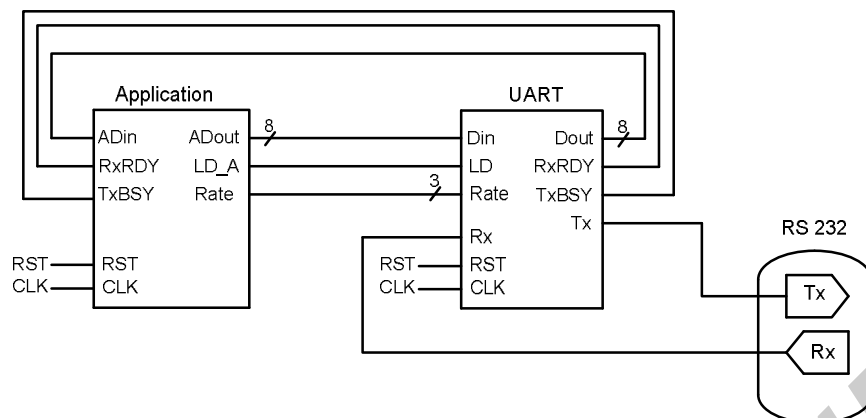 Application
UART
ADin
ADout
8
Din
Dout
8
RxRDY
LD_A
LD
RxRDY
TxBSY
Rate
3
Rate
TxBSY
Tx
RS 232
Rx
RST
RST
RST
RST
CLK
CLK
CLK
CLK
Tx
Rx